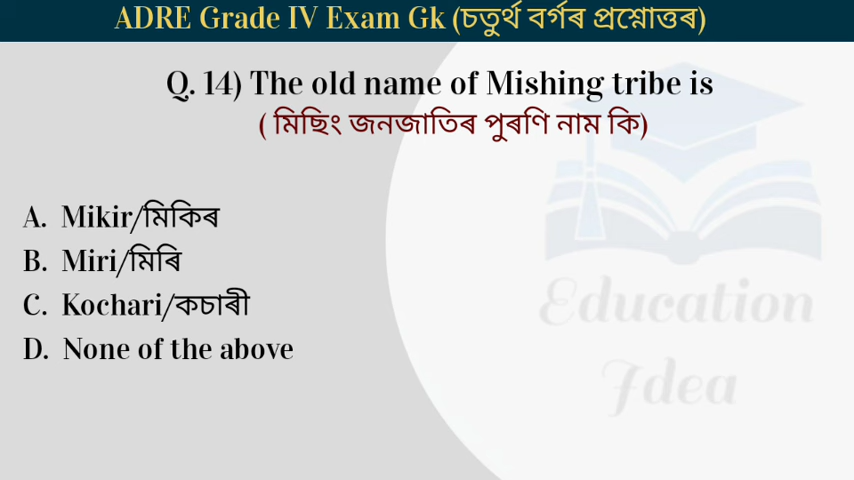 ADRE Grade IV Exam Gk (চতুৰ্থ বৰ্গৰ প্ৰশ্নোত্তৰ)
Q. 14) The old name of Mishing tribe is
( মিছিং জনজাতিৰ পুৰণি নাম কি)
A. Mikir/মিকিৰ
B. Miri/মিৰি
C. Kochari/কচাৰী
D. None of the above
Education
Idea